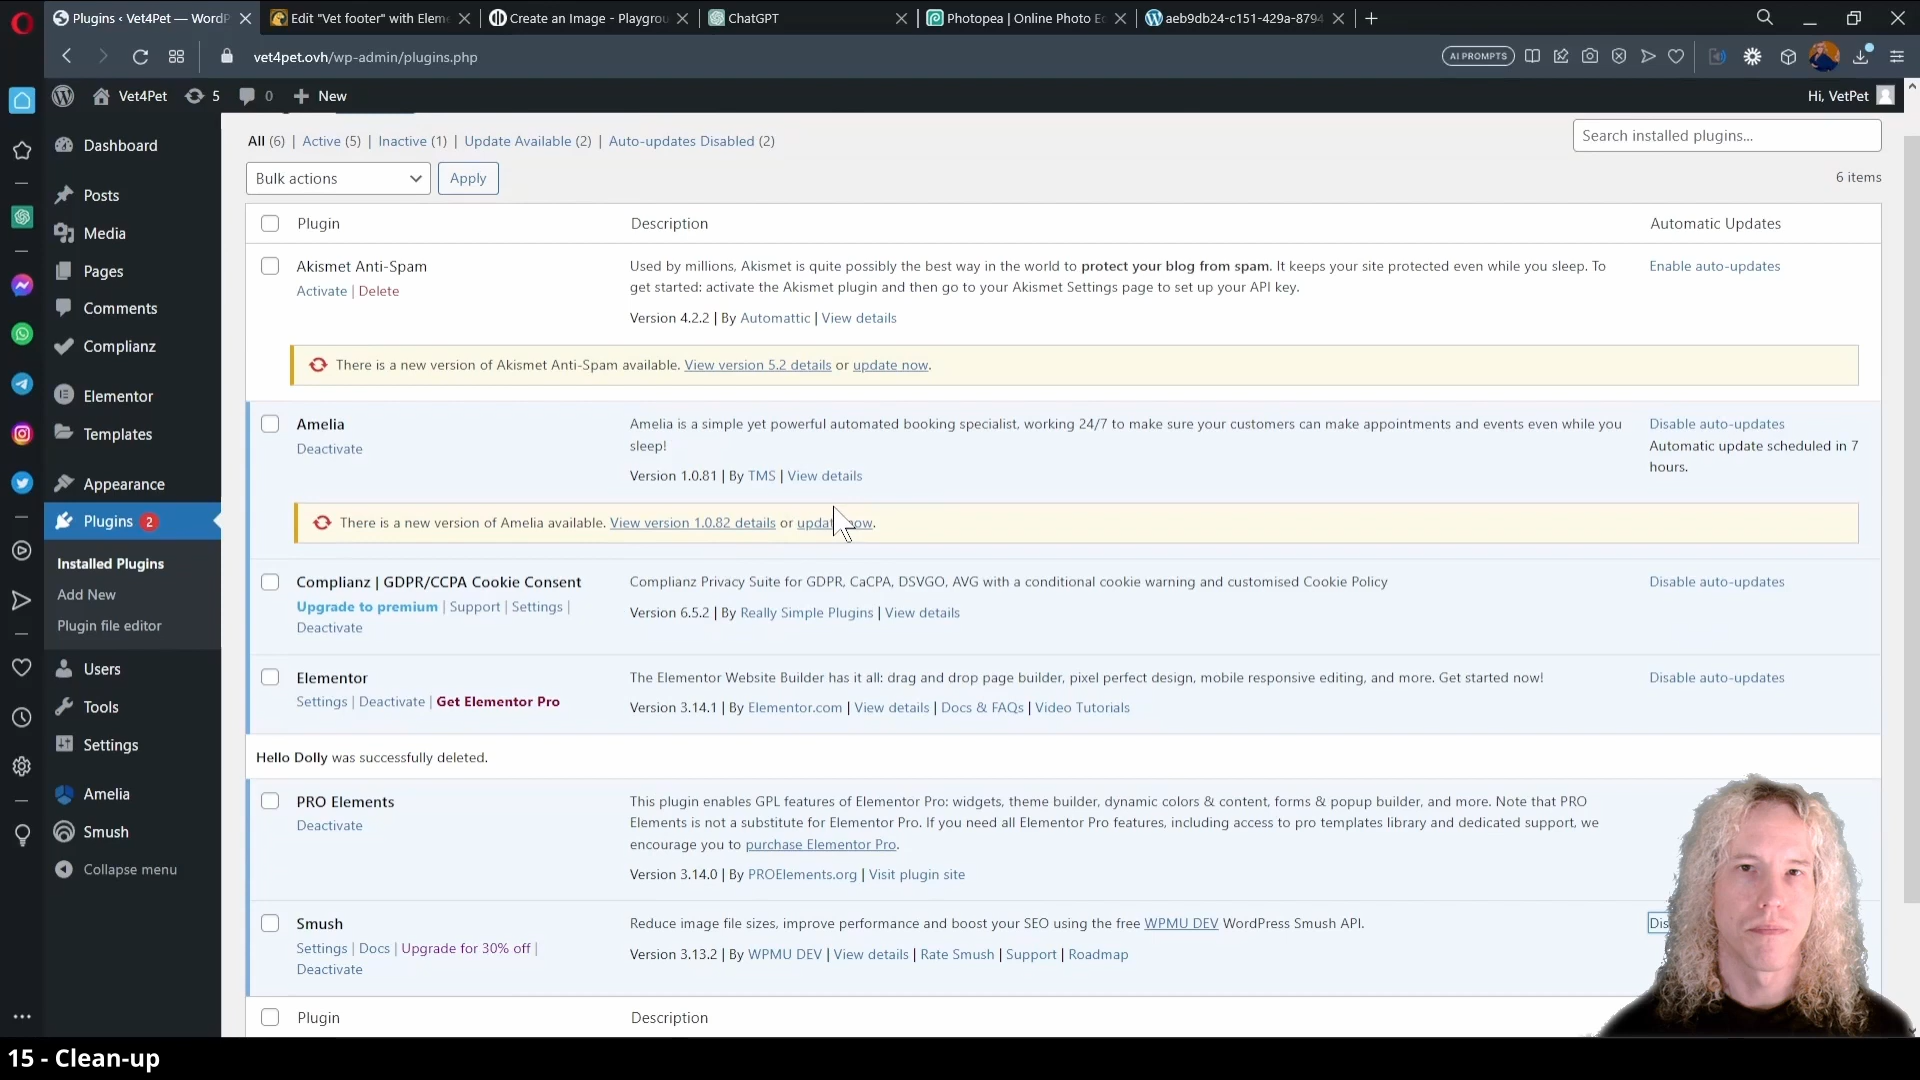 Plugins ‹ Vet4Pet — WordP
Edit "Vet footer" with Elem
Create an Image - Playgrou
ChatGPT
Photopea | Online Photo E
aeb9db24-c151-429a-8794
vet4pet.ovh/wp-admin/plugins.php
AI PROMPTS
Vet4Pet
5
0
New
Hi, VetPet
Dashboard
Posts
Media
Pages
Comments
Complianz
Elementor
Templates
Appearance
Plugins 2
Installed Plugins
Add New
Plugin file editor
Users
Tools
Settings
Amelia
Smush
Collapse menu
All (6) | Active (5) | Inactive (1) | Update Available (2) | Auto-updates Disabled (2)
Search installed plugins...
Bulk actions
Apply
6 items
Plugin
Description
Automatic Updates
Akismet Anti-Spam
Activate | Delete
Used by millions, Akismet is quite possibly the best way in the world to protect your blog from spam. It keeps your site protected even while you sleep. To
get started: activate the Akismet plugin and then go to your Akismet Settings page to set up your API key.
Version 4.2.2 | By Automattic | View details
Enable auto-updates
There is a new version of Akismet Anti-Spam available. View version 5.2 details or update now.
Amelia
Deactivate
Amelia is a simple yet powerful automated booking specialist, working 24/7 to make sure your customers can make appointments and events even while you
sleep!
Version 1.0.81 | By TMS | View details
Disable auto-updates
Automatic update scheduled in 7
hours.
There is a new version of Amelia available. View version 1.0.82 details or update now.
Complianz | GDPR/CCPA Cookie Consent
Upgrade to premium | Support | Settings |
Deactivate
Complianz Privacy Suite for GDPR, CaCPA, DSVGO, AVG with a conditional cookie warning and customised Cookie Policy
Version 6.5.2 | By Really Simple Plugins | View details
Disable auto-updates
Elementor
Settings | Deactivate | Get Elementor Pro
The Elementor Website Builder has it all: drag and drop page builder, pixel perfect design, mobile responsive editing, and more. Get started now!
Version 3.14.1 | By Elementor.com | View details | Docs & FAQs | Video Tutorials
Disable auto-updates
Hello Dolly was successfully deleted.
PRO Elements
Deactivate
This plugin enables GPL features of Elementor Pro: widgets, theme builder, dynamic colors & content, forms & popup builder, and more. Note that PRO
Elements is not a substitute for Elementor Pro. If you need all Elementor Pro features, including access to pro templates library and dedicated support, we
encourage you to purchase Elementor Pro.
Version 3.14.0 | By PROElements.org | Visit plugin site
Smush
Settings | Docs | Upgrade for 30% off |
Deactivate
Reduce image file sizes, improve performance and boost your SEO using the free WPMU DEV WordPress Smush API.
Version 3.13.2 | By WPMU DEV | View details | Rate Smush | Support | Roadmap
Dis
Plugin
Description
15 - Clean-up